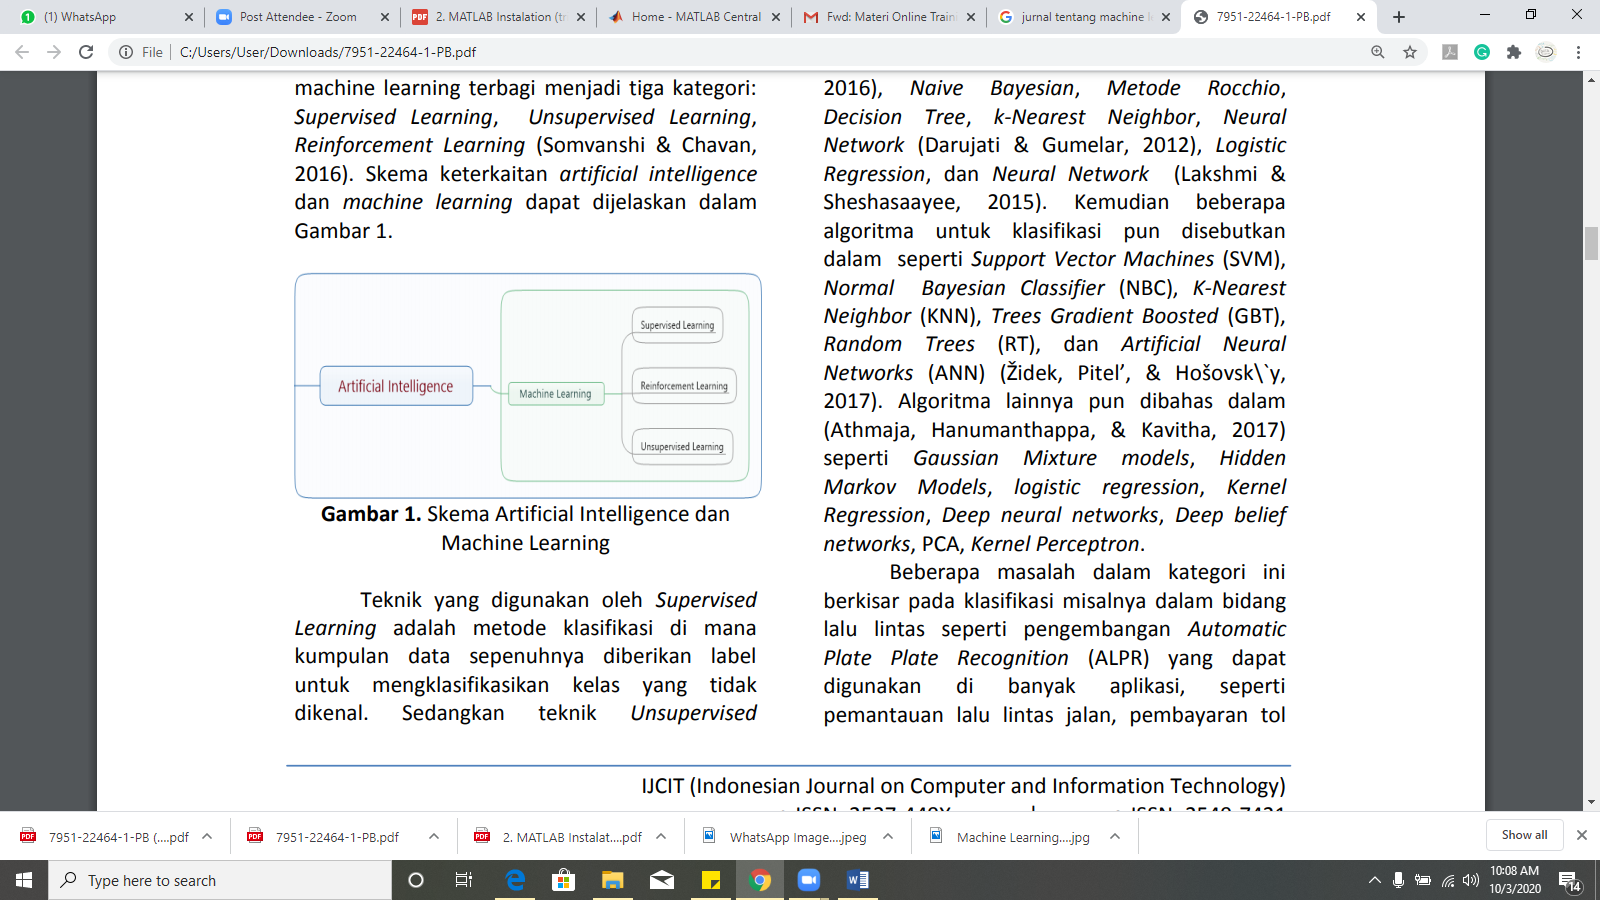 (1) WhatsApp
Post Attendee - Zoom
2. MATLAB Instalation (tr
Home - MATLAB Central
Fwd: Materi Online Train
jurnal tentang machine l
7951-22464-1-PB.pdf
File
C:/Users/User/Downloads/7951-22464-1-PB.pdf
machine learning terbagi menjadi tiga kategori:
Supervised Learning, Unsupervised Learning,
Reinforcement Learning (Somvanshi & Chavan,
2016). Skema keterkaitan artificial intelligence
dan machine learning dapat dijelaskan dalam
Gambar 1.
Artificial Intelligence
Machine Learning
Supervised Learning
Reinforcement Learning
Unsupervised Learning
Gambar 1. Skema Artificial Intelligence dan
Machine Learning
Teknik yang digunakan oleh Supervised
Learning adalah metode klasifikasi di mana
kumpulan data sepenuhnya diberikan label
untuk mengklasifikasikan kelas yang tidak
dikenal. Sedangkan teknik Unsupervised
2016), Naive Bayesian, Metode Rocchio,
Decision Tree, k-Nearest Neighbor, Neural
Network (Darujati & Gumelar, 2012), Logistic
Regression, dan Neural Network (Lakshmi &
Sheshasaayee, 2015). Kemudian beberapa
algoritma untuk klasifikasi pun disebutkan
dalam seperti Support Vector Machines (SVM),
Normal Bayesian Classifier (NBC), K-Nearest
Neighbor (KNN), Trees Gradient Boosted (GBT),
Random Trees (RT), dan Artificial Neural
Networks (ANN) (Židek, Pitel’, & Hošovsk\`y,
2017). Algoritma lainnya pun dibahas dalam
(Athmaja, Hanumanthappa, & Kavitha, 2017)
seperti Gaussian Mixture models, Hidden
Markov Models, logistic regression, Kernel
Regression, Deep neural networks, Deep belief
networks, PCA, Kernel Perceptron.
Beberapa masalah dalam kategori ini
berkisar pada klasifikasi misalnya dalam bidang
lalu lintas seperti pengembangan Automatic
Plate Plate Recognition (ALPR) yang dapat
digunakan di banyak aplikasi, seperti
pemantauan lalu lintas jalan, pembayaran tol
IJCIT (Indonesian Journal on Computer and Information Technology)
7951-22464-1-PB (....pdf
7951-22464-1-PB.pdf
2. MATLAB Instalat....pdf
WhatsApp Image....jpeg
Machine Learning....jpg
Show all
Type here to search
10:08 AM
10/3/2020
14